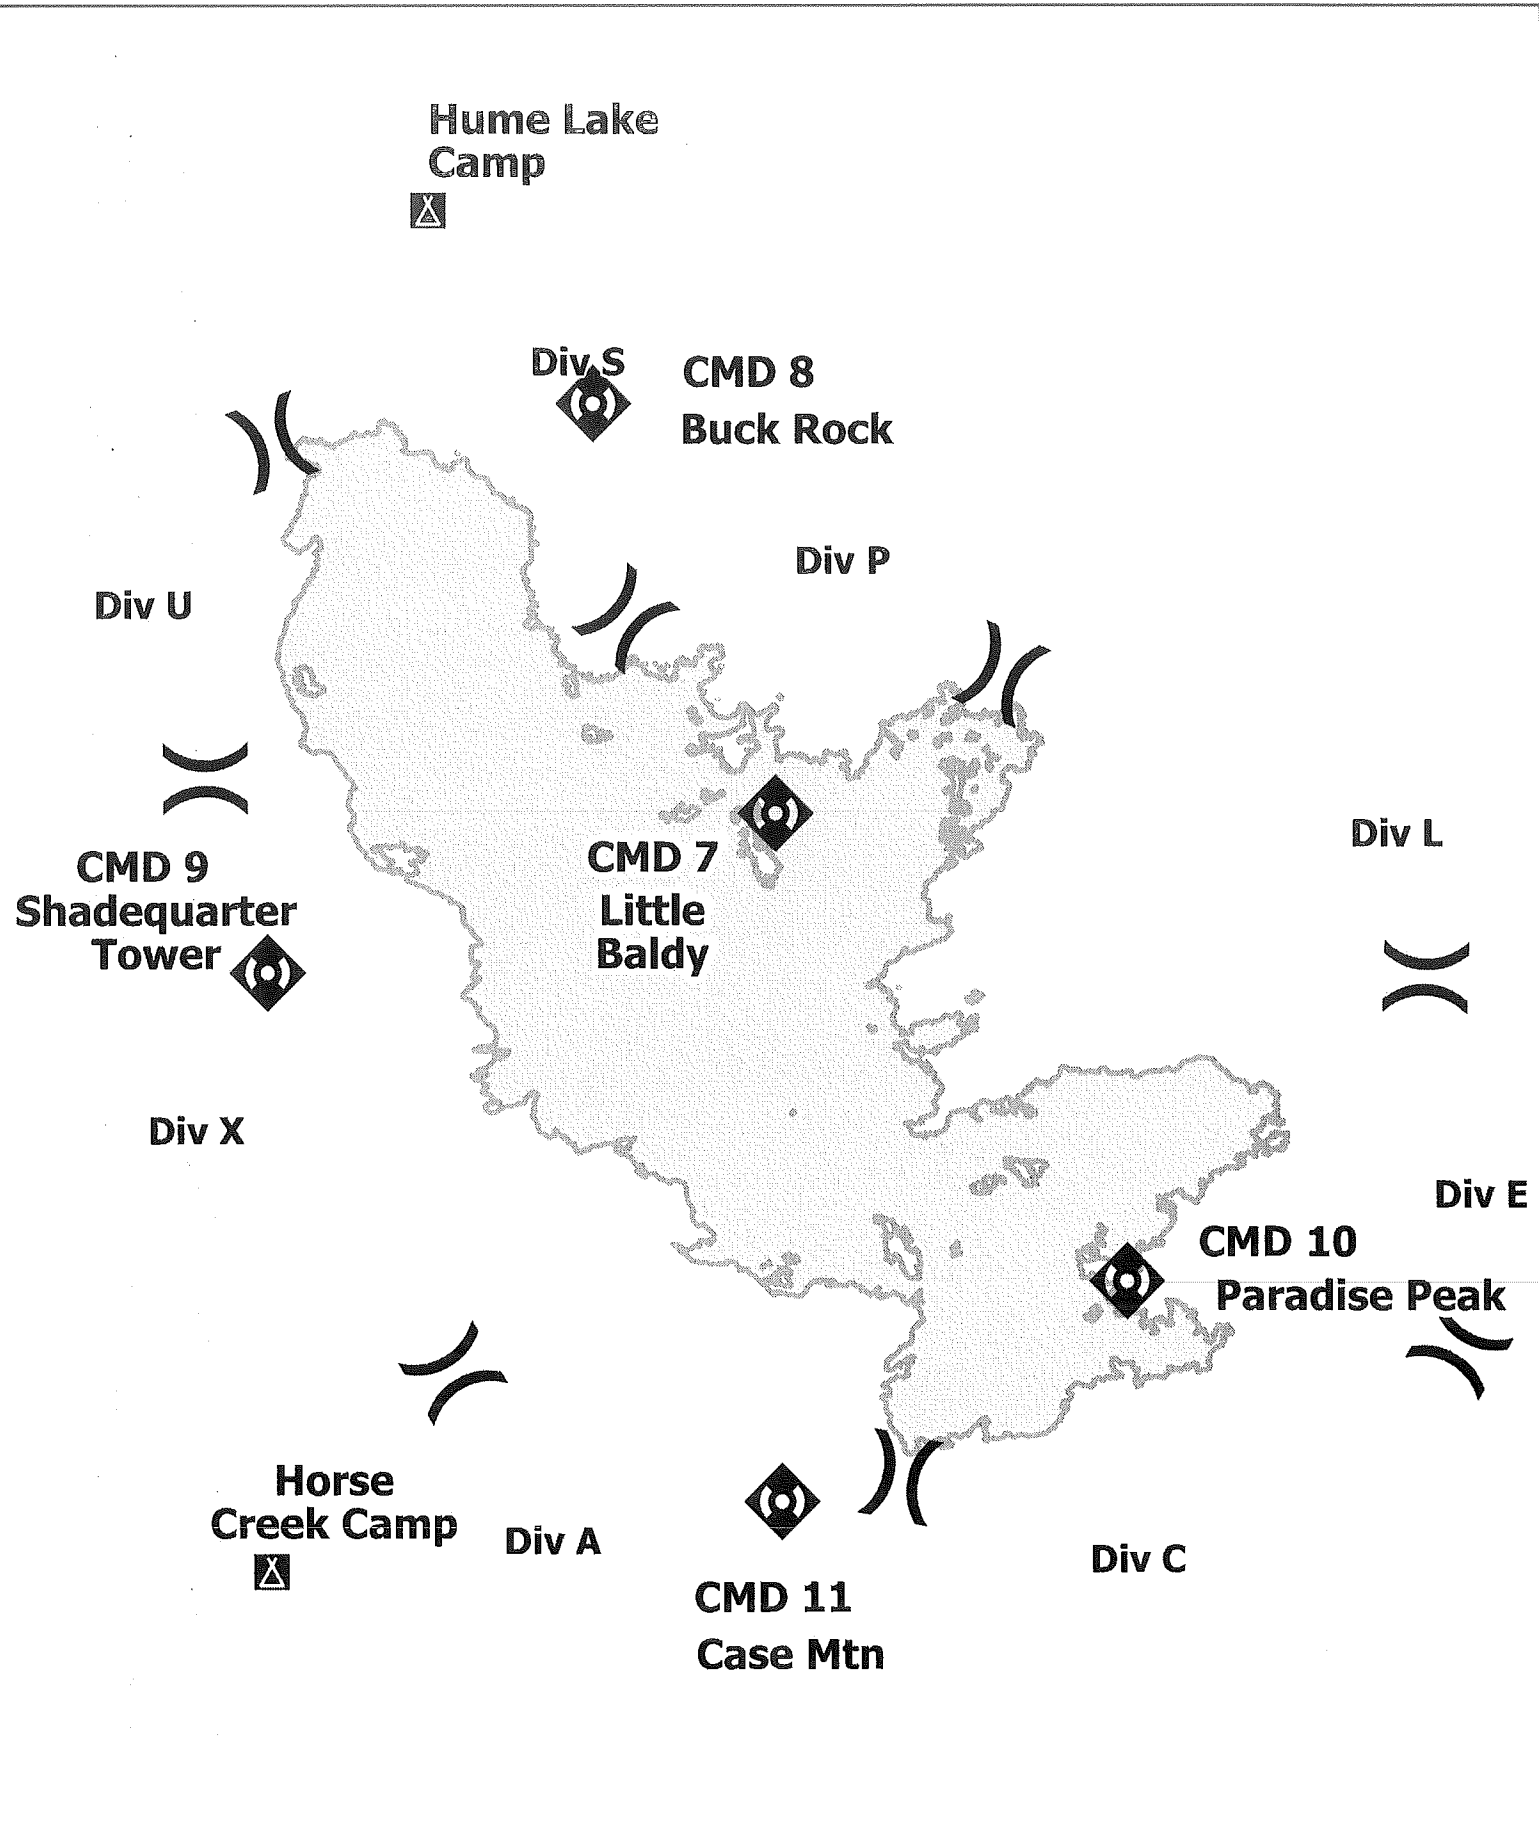 Hume Lake
Camp
Div S
CMD 8
Buck Rock
Div P
Div U
Div L
CMD 9
Shadequarter
Tower
CMD 7
Little
Baldy
Div X
Div E
CMD 10
Paradise Peak
Horse
Creek Camp
Div A
Div C
CMD 11
Case Mtn